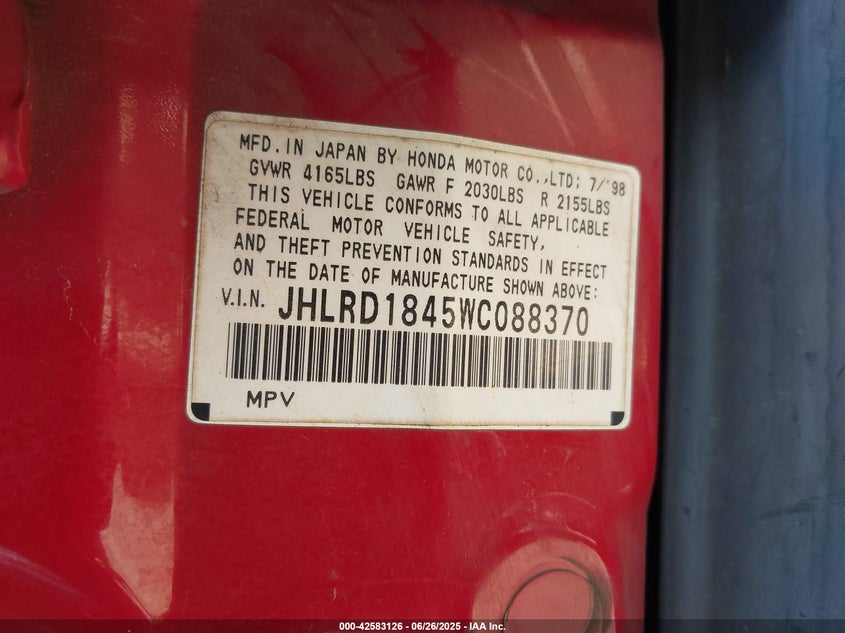 MFD. IN JAPAN BY HONDA MOTOR CO.,LTD; 7/'98
GVWR 4165LBS GAWR F 2030LBS R 2155LBS
THIS VEHICLE CONFORMS TO ALL APPLICABLE
FEDERAL MOTOR VEHICLE SAFETY,
AND THEFT PREVENTION STANDARDS IN EFFECT
ON THE DATE OF MANUFACTURE SHOWN ABOVE:
V.I.N. JHLRD1845WC088370
MPV
000-42583126 - 06/26/2025 - IAA Inc.